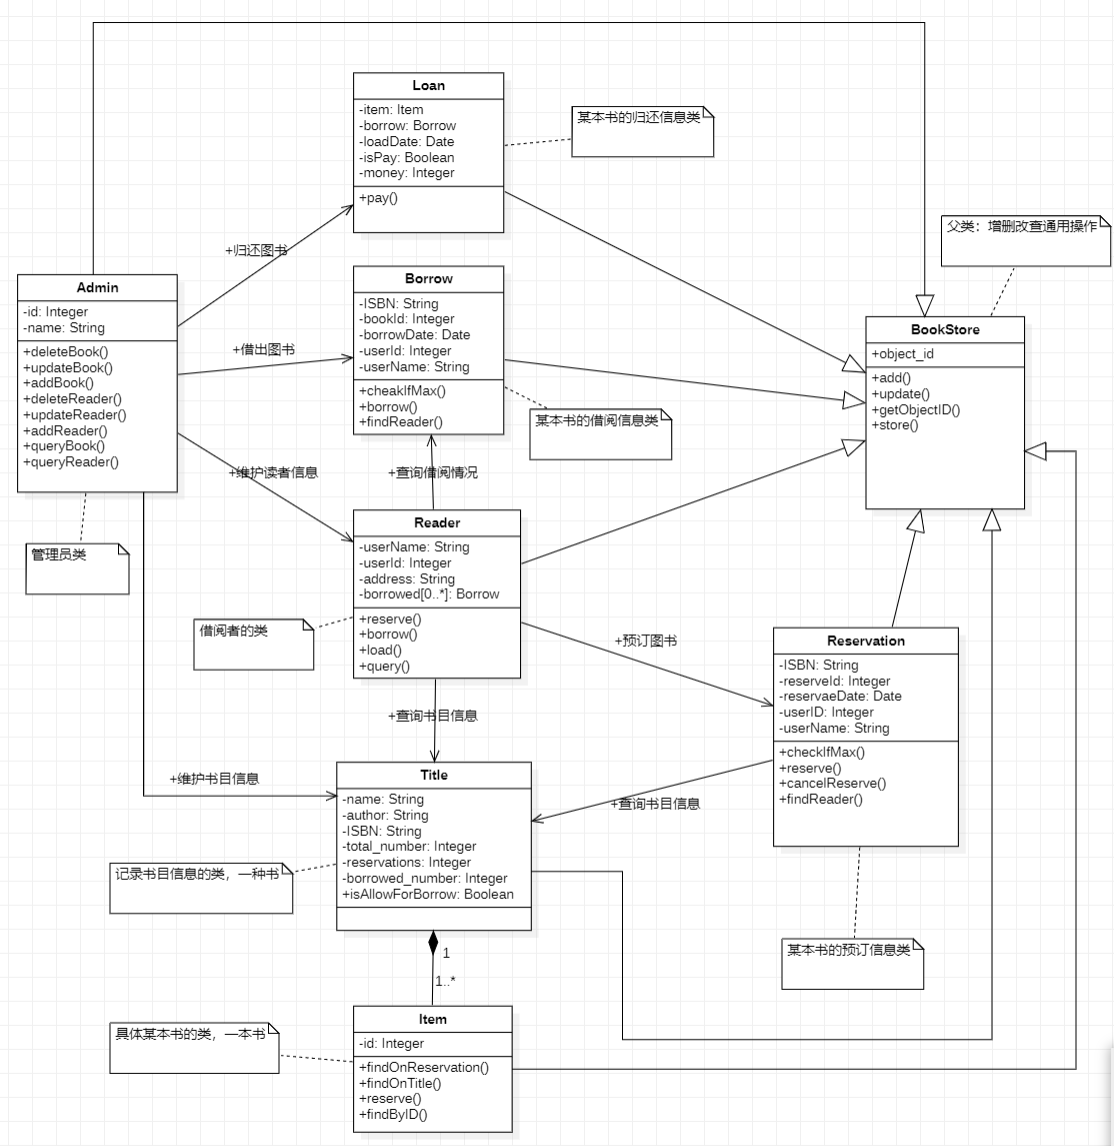 Loan
-item: Item
-borrow: Borrow
-loadDate: Date
-isPay: Boolean
-money: Integer
+pay()
某本书的归还信息类
父类：增删改查通用操作
+归还图书
Admin
-id: Integer
-name: String
+deleteBook()
+updateBook()
+addBook()
+deleteReader()
+updateReader()
+addReader()
+queryBook()
+queryReader()
管理员类
Borrow
-ISBN: String
-bookId: Integer
-borrowDate: Date
-userId: Integer
-userName: String
+cheakIfMax()
+borrow()
+findReader()
+借出图书
某本书的借阅信息类
BookStore
+object_id
+add()
+update()
+getObjectID()
+store()
+维护读者信息
+查询借阅情况
Reader
-userName: String
-userId: Integer
-address: String
-borrowed[0..*]: Borrow
+reserve()
+borrow()
+load()
+query()
借阅者的类
+预订图书
Reservation
-ISBN: String
-reserveId: Integer
-reservaeDate: Date
-userID: Integer
-userName: String
+checkIfMax()
+reserve()
+cancelReserve()
+findReader()
+查询书目信息
+维护书目信息
+查询书目信息
Title
-name: String
-author: String
-ISBN: String
-total_number: Integer
-reservations: Integer
-borrowed_number: Integer
+isAllowForBorrow: Boolean
记录书目信息的类，一种书
某本书的预订信息类
1
1..*
Item
-id: Integer
+findOnReservation()
+findOnTitle()
+reserve()
+findByID()
具体某本书的类，一本书